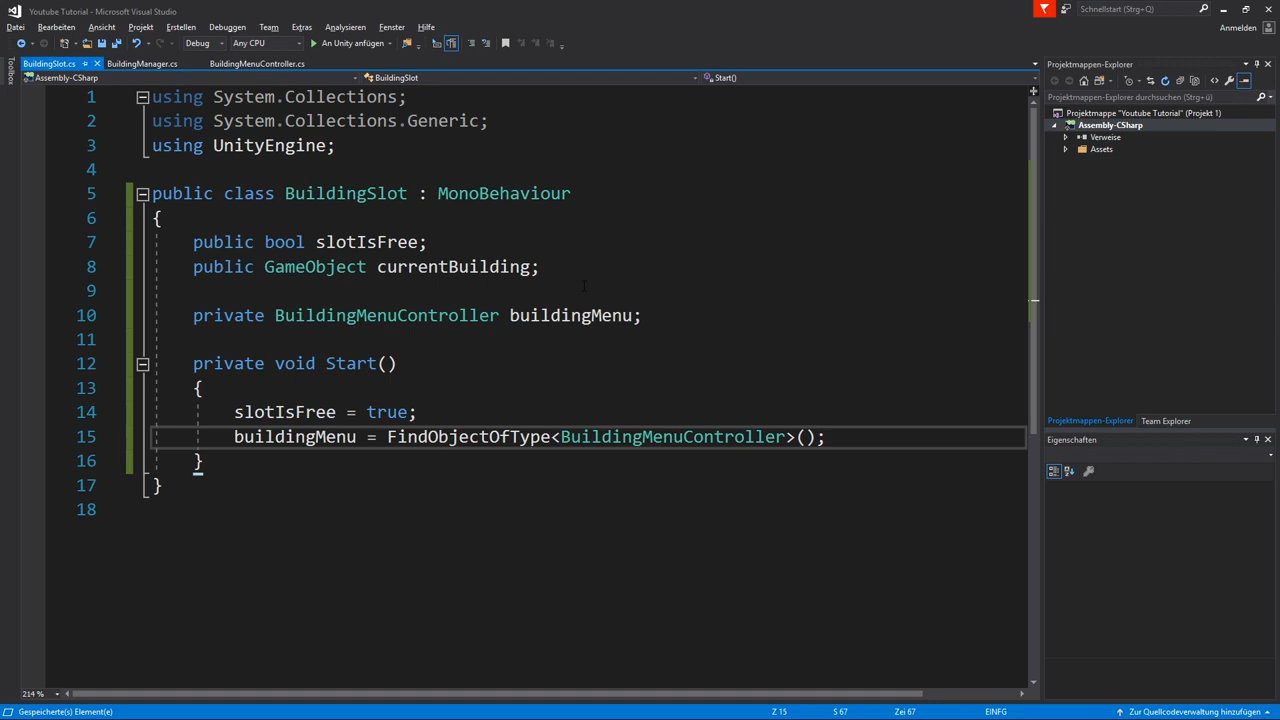 Youtube Tutorial - Microsoft Visual Studio
Schnellstart (Strg+Q)
Datei Bearbeiten Ansicht Projekt Erstellen Debuggen Team Extras Analysieren Fenster Hilfe
Anmelden
Debug Any CPU An Unity anfügen
Toolbox
BuildingSlot.cs BuildingManager.cs BuildingMenuController.cs
Assembly-CSharp BuildingSlot Start()
1 using System.Collections;
2 using System.Collections.Generic;
3 using UnityEngine;
4
5 public class BuildingSlot : MonoBehaviour
6 {
7 public bool slotIsFree;
8 public GameObject currentBuilding;
9
10 private BuildingMenuController buildingMenu;
11
12 private void Start()
13 {
14 slotIsFree = true;
15 buildingMenu = FindObjectOfType<BuildingMenuController>();
16 }
17 }
18
214 %
Projektmappen-Explorer
Projektmappen-Explorer durchsuchen (Strg+ü)
Projektmappe "Youtube Tutorial" (Projekt 1)
Assembly-CSharp
Verweise
Assets
Projektmappen-Explorer Team Explorer
Eigenschaften
Gespeicherte(s) Element(e) Z 15 S 67 Zei 67 EINFG Zur Quellcodeverwaltung hinzufügen